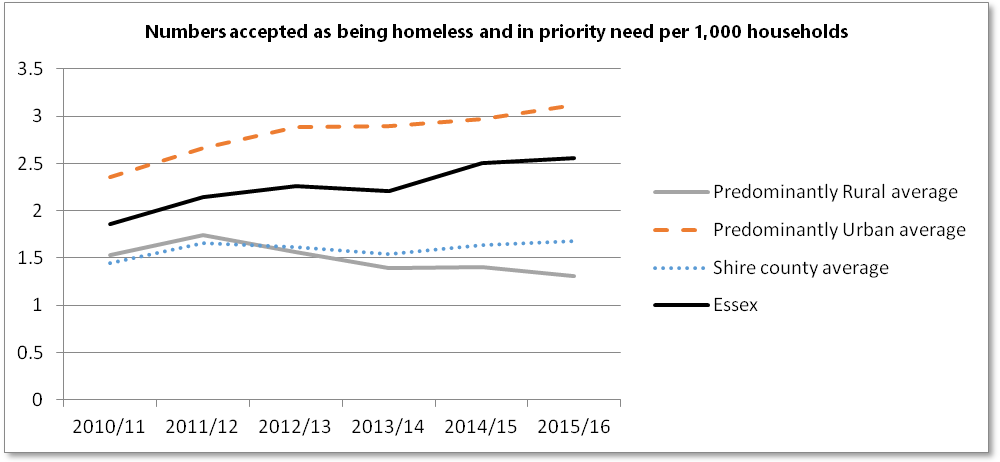 Numbers accepted as being homeless and in priority need per 1,000 households
3.5
3
2.5
2
1.5
1
0.5
0
2010/11 2011/12 2012/13 2013/14 2014/15 2015/16
Predominantly Rural average
Predominantly Urban average
Shire county average
Essex